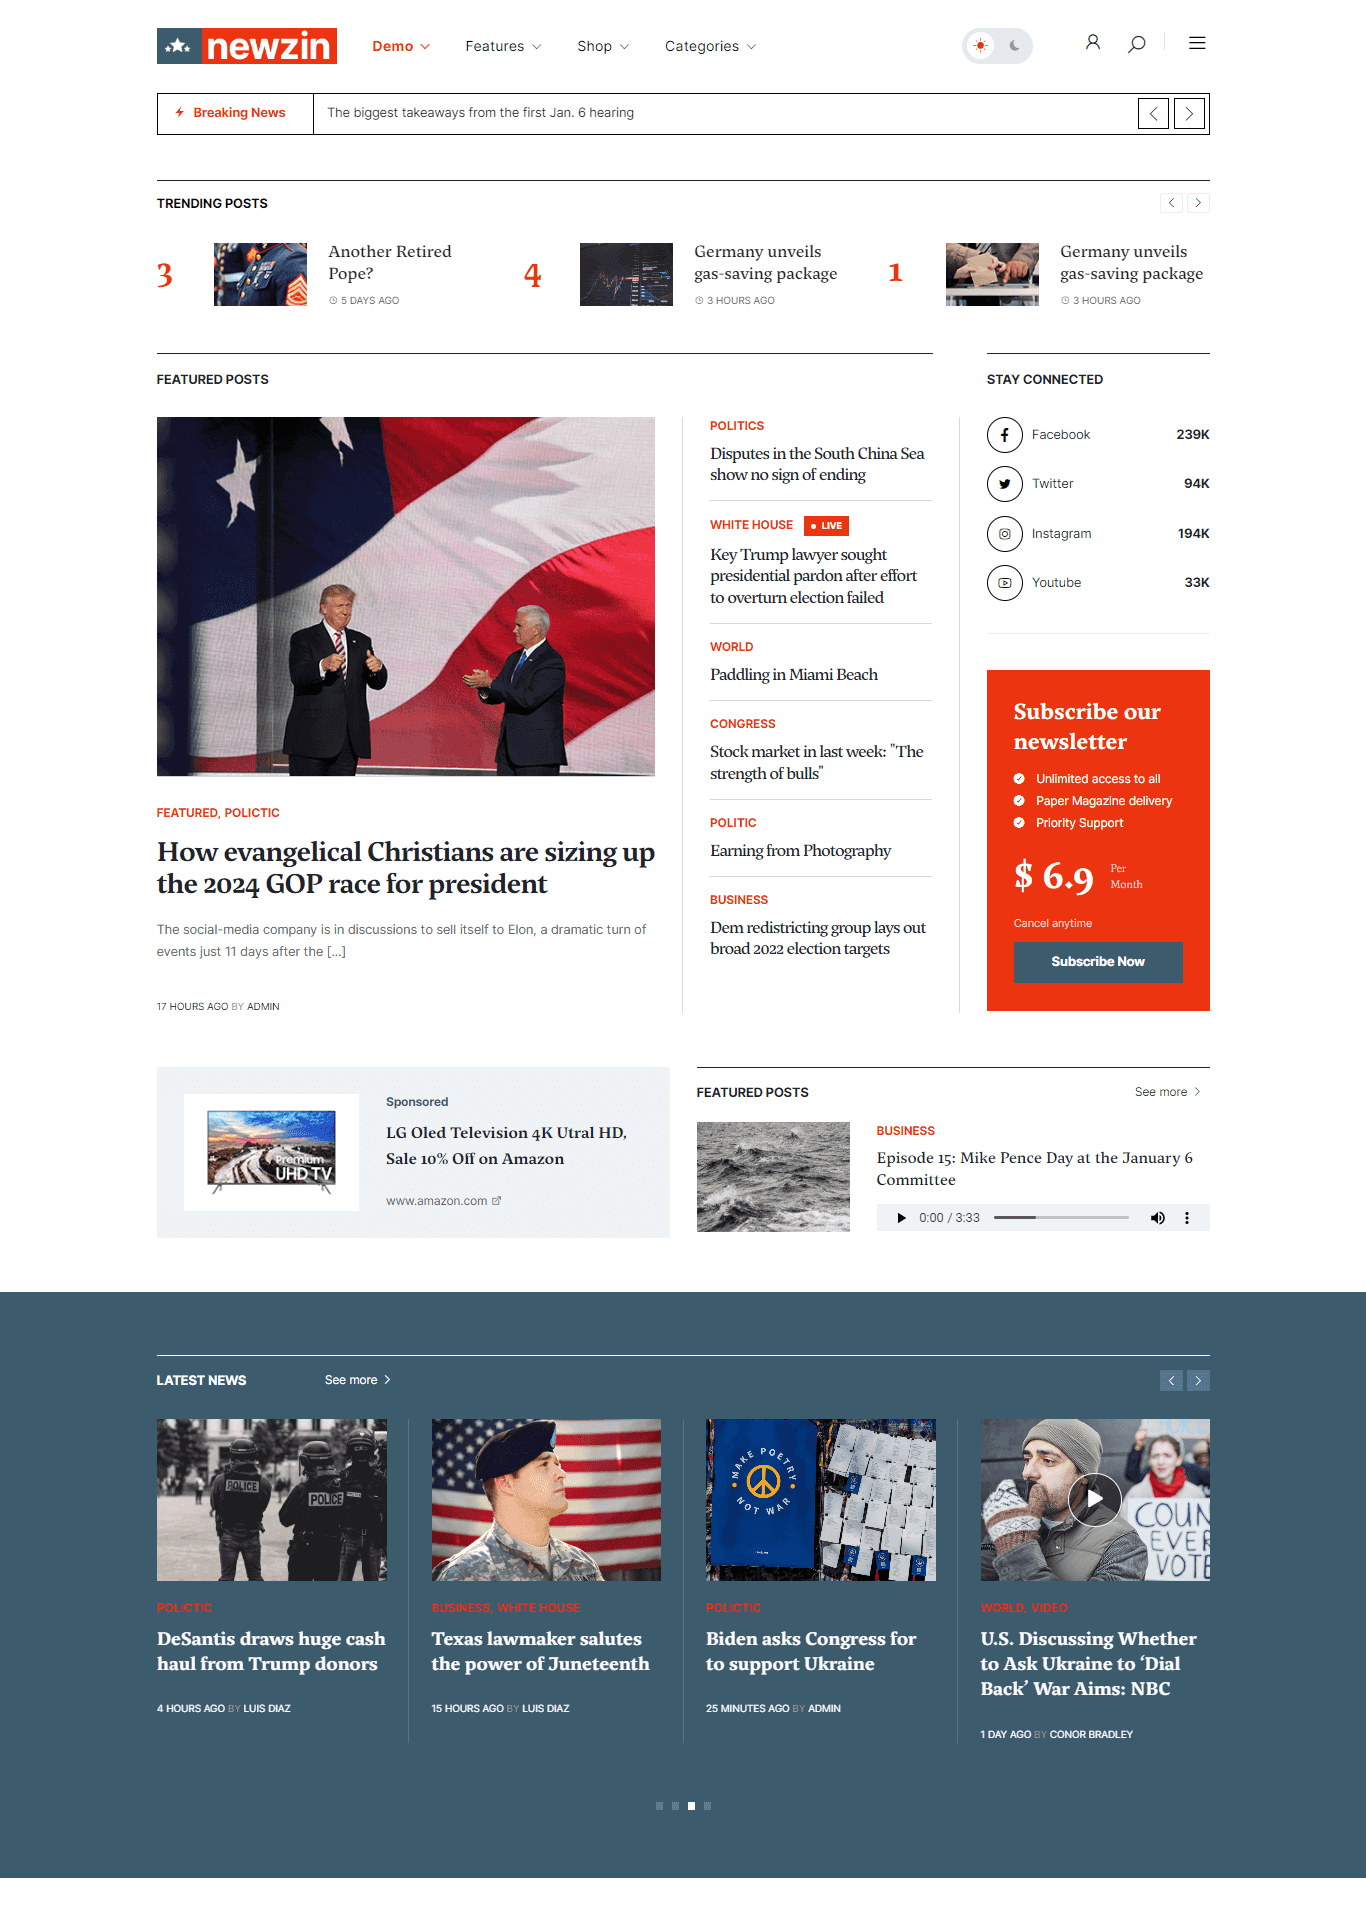 newzin
Demo
Features
Shop
Categories
Breaking News
The biggest takeaways from the first Jan. 6 hearing
TRENDING POSTS
3
Another Retired
Pope?
5 DAYS AGO
4
Germany unveils
gas-saving package
3 HOURS AGO
1
Germany unveils
gas-saving package
3 HOURS AGO
FEATURED POSTS
FEATURED, POLICTIC
How evangelical Christians are sizing up
the 2024 GOP race for president
The social-media company is in discussions to sell itself to Elon, a dramatic turn of
events just 11 days after the [...]
17 HOURS AGO BY ADMIN
POLITICS
Disputes in the South China Sea
show no sign of ending
WHITE HOUSE
LIVE
Key Trump lawyer sought
presidential pardon after effort
to overturn election failed
WORLD
Paddling in Miami Beach
CONGRESS
Stock market in last week: "The
strength of bulls"
POLITIC
Earning from Photography
BUSINESS
Dem redistricting group lays out
broad 2022 election targets
STAY CONNECTED
Facebook 239K
Twitter 94K
Instagram 194K
Youtube 33K
Subscribe our
newsletter
Unlimited access to all
Paper Magazine delivery
Priority Support
$ 6.9
Per
Month
Cancel anytime
Subscribe Now
Premium
UHD TV
Sponsored
LG Oled Television 4K Utral HD,
Sale 10% Off on Amazon
www.amazon.com
FEATURED POSTS
See more
BUSINESS
Episode 15: Mike Pence Day at the January 6
Committee
0:00 / 3:33
LATEST NEWS
See more
POLICE
POLICE
POLICTIC
DeSantis draws huge cash
haul from Trump donors
4 HOURS AGO BY LUIS DIAZ
BUSINESS, WHITE HOUSE
Texas lawmaker salutes
the power of Juneteenth
15 HOURS AGO BY LUIS DIAZ
MAKE POETRY
NOT WAR
POLICTIC
Biden asks Congress for
to support Ukraine
25 MINUTES AGO BY ADMIN
COUN
EVER
VOTE
WORLD, VIDEO
U.S. Discussing Whether
to Ask Ukraine to ‘Dial
Back’ War Aims: NBC
1 DAY AGO BY CONOR BRADLEY